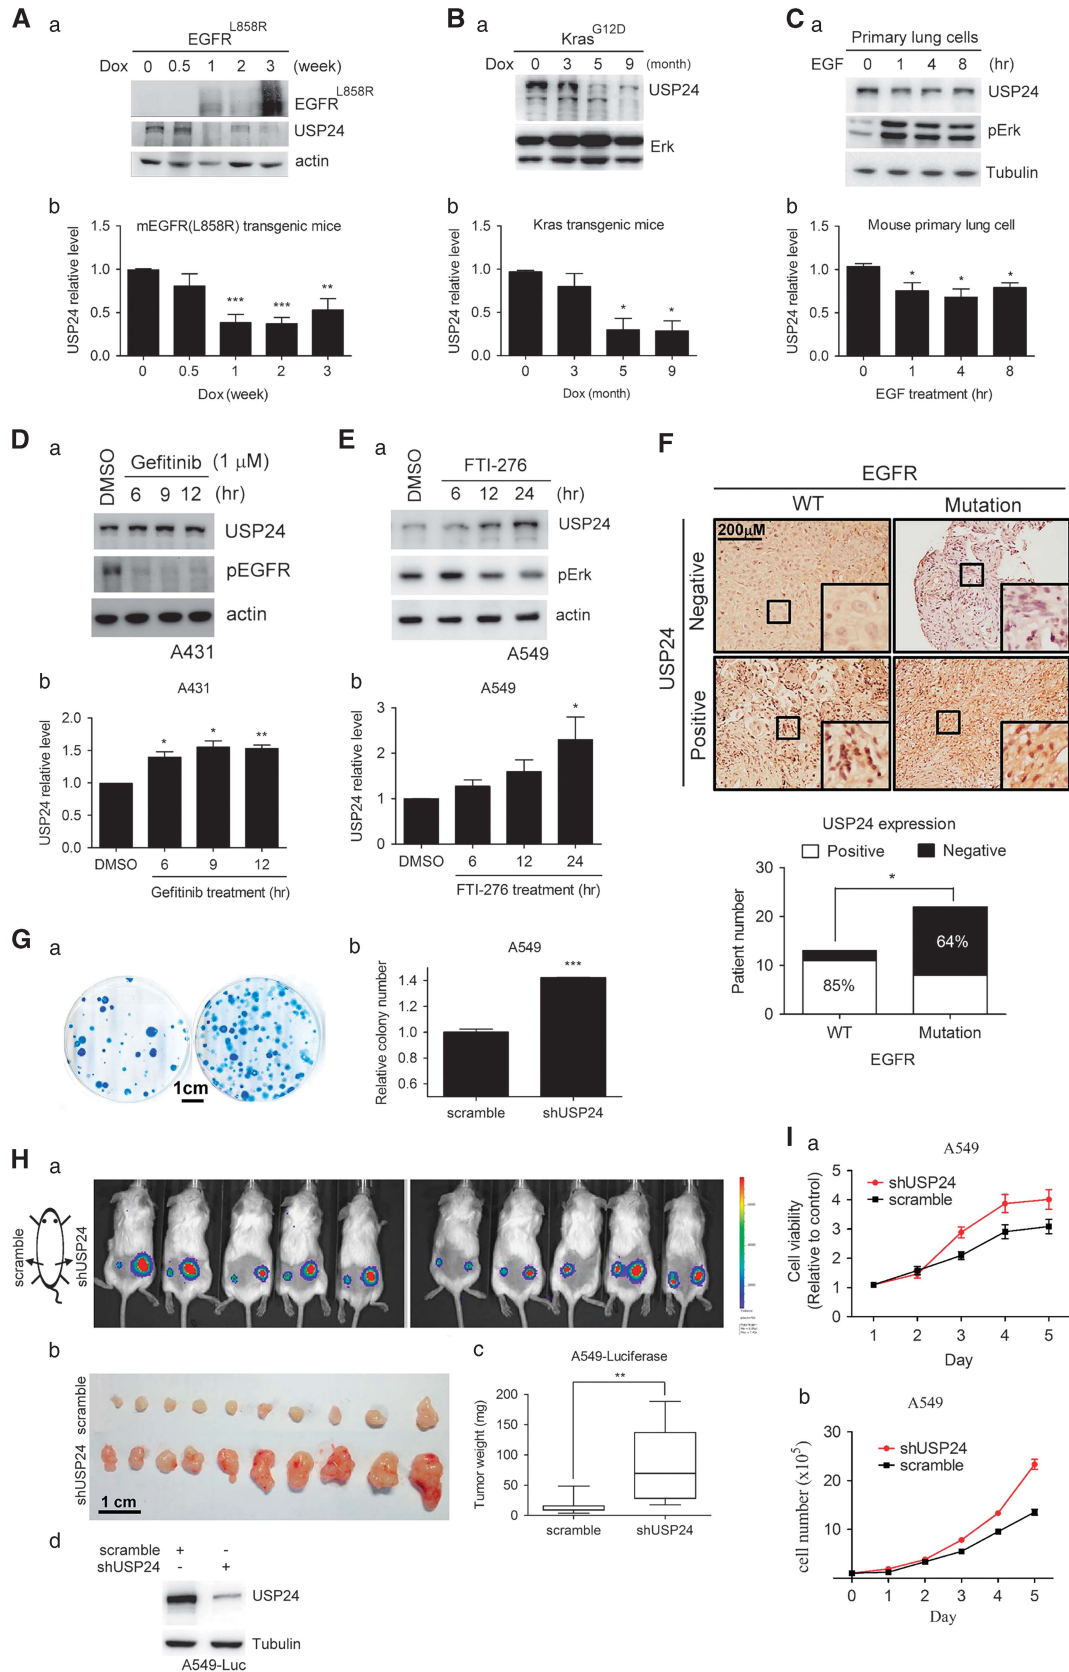 A
a
EGFR L858R
Dox 0 0.5 1 2 3 (week)
EGFR L858R
USP24
actin
b
mEGFR(L858R) transgenic mice
USP24 relative level
1.5
1.0
0.5
0.0
*** *** **
0 0.5 1 2 3
Dox (week)
B
a
Kras G12D
Dox 0 3 5 9 (month)
USP24
Erk
b
Kras transgenic mice
USP24 relative level
1.5
1.0
0.5
0.0
* *
0 3 5 9
Dox (month)
C
a
Primary lung cells
EGF 0 1 4 8 (hr)
USP24
pErk
Tubulin
b
Mouse primary lung cell
USP24 relative level
1.5
1.0
0.5
0.0
* * *
0 1 4 8
EGF treatment (hr)
D
a
DMSO
Gefitinib (1 µM)
6 9 12 (hr)
USP24
pEGFR
actin
A431
b
A431
USP24 relative level
2.0
1.5
1.0
0.5
0.0
* * **
DMSO 6 9 12
Gefitinib treatment (hr)
E
a
DMSO
FTI-276
6 12 24 (hr)
USP24
pErk
actin
A549
b
A549
USP24 relative level
3
2
1
0
*
DMSO 6 12 24
FTI-276 treatment (hr)
F
EGFR
WT Mutation
200µM
USP24
Negative
Positive
USP24 expression
Positive Negative
Patient number
30
20
10
0
*
85%
64%
WT Mutation
EGFR
G
a
1cm
b
A549
Relative colony number
1.4
1.2
1.0
0.8
0.6
***
scramble shUSP24
H
a
scramble
shUSP24
b
scramble
shUSP24
1 cm
c
A549-Luciferase
Tumor weight (mg)
200
150
100
50
0
**
scramble shUSP24
d
scramble + -
shUSP24 - +
USP24
Tubulin
A549-Luc
I
a
A549
Cell viability
(Relative to control)
5
4
3
2
1
0
shUSP24
scramble
1 2 3 4 5
Day
b
A549
cell number (x10⁵)
30
20
10
shUSP24
scramble
0 1 2 3 4 5
Day